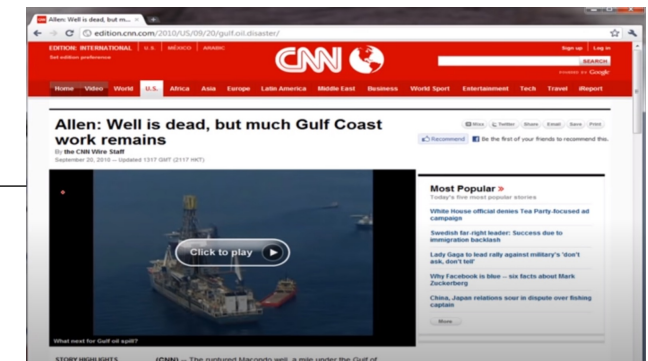 Allen: Well is dead, but m...
edition.cnn.com/2010/US/09/20/gulf.oil.disaster/
EDITION: INTERNATIONAL U.S. MÉXICO ARABIC
Set edition preference
CNN
Sign up Log in
SEARCH
POWERED BY Google
Home Video World U.S. Africa Asia Europe Latin America Middle East Business World Sport Entertainment Tech Travel iReport
Allen: Well is dead, but much Gulf Coast
work remains
By the CNN Wire Staff
September 20, 2010 -- Updated 1317 GMT (2117 HKT)
Mixx Twitter Share Email Save Print
Recommend Be the first of your friends to recommend this.
Click to play
What next for Gulf oil spill?
Most Popular »
Today's five most popular stories
White House official denies Tea Party-focused ad
campaign
Swedish far-right leader: Success due to
immigration backlash
Lady Gaga to lead rally against military's 'don't
ask, don't tell'
Why Facebook is blue -- six facts about Mark
Zuckerberg
China, Japan relations sour in dispute over fishing
captain
More
STORY HIGHLIGHTS
(CNN) -- The ruptured Macondo well, a mile under the Gulf of